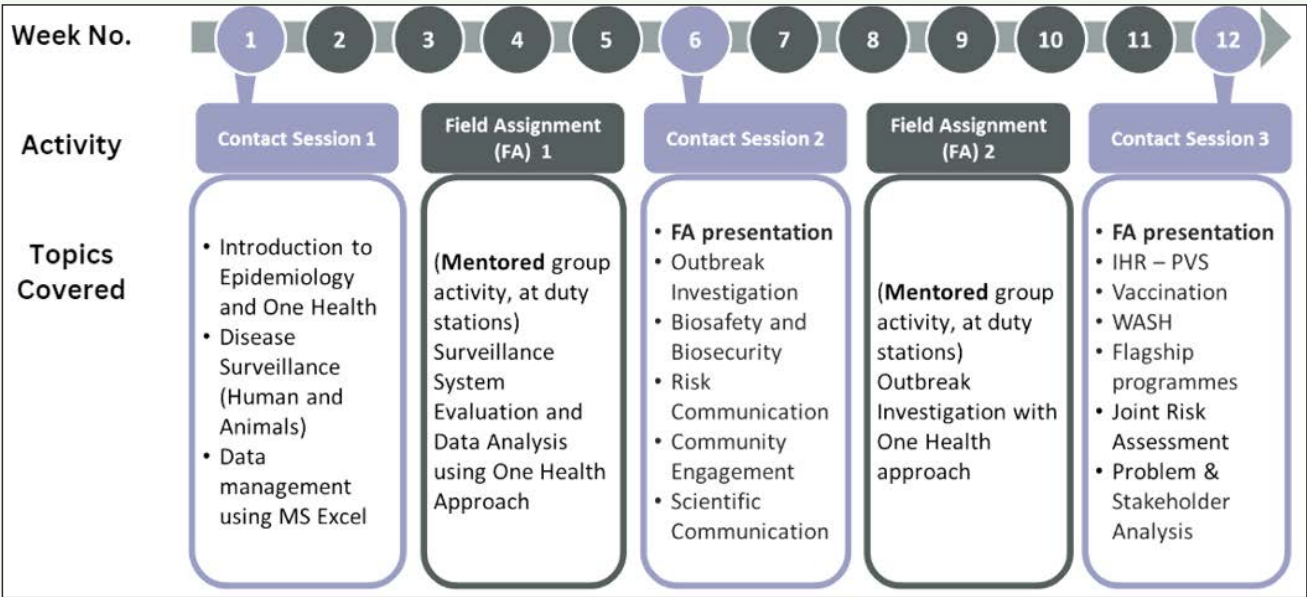 Week No.
1 2 3 4 5 6 7 8 9 10 11 12
Activity
Contact Session 1
Field Assignment
(FA) 1
Contact Session 2
Field Assignment
(FA) 2
Contact Session 3
Topics
Covered
• Introduction to
Epidemiology
and One Health
• Disease
Surveillance
(Human and
Animals)
• Data
management
using MS Excel
(Mentored group
activity, at duty
stations)
Surveillance
System
Evaluation and
Data Analysis
using One Health
Approach
• FA presentation
• Outbreak
Investigation
• Biosafety and
Biosecurity
• Risk
Communication
• Community
Engagement
• Scientific
Communication
(Mentored group
activity, at duty
stations)
Outbreak
Investigation with
One Health
approach
• FA presentation
• IHR – PVS
• Vaccination
• WASH
• Flagship
programmes
• Joint Risk
Assessment
• Problem &
Stakeholder
Analysis